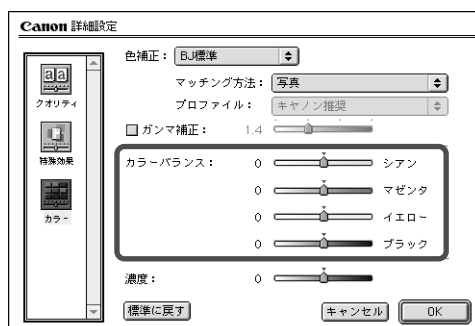 Canon 詳細設定
aa
クオリティ
特殊効果
カラー
色補正： BJ標準
マッチング方法： 写真
プロファイル： キヤノン推奨
ガンマ補正： 1.4
カラーバランス： 0 シアン
0 マゼンタ
0 イエロー
0 ブラック
濃度： 0
標準に戻す キャンセル OK